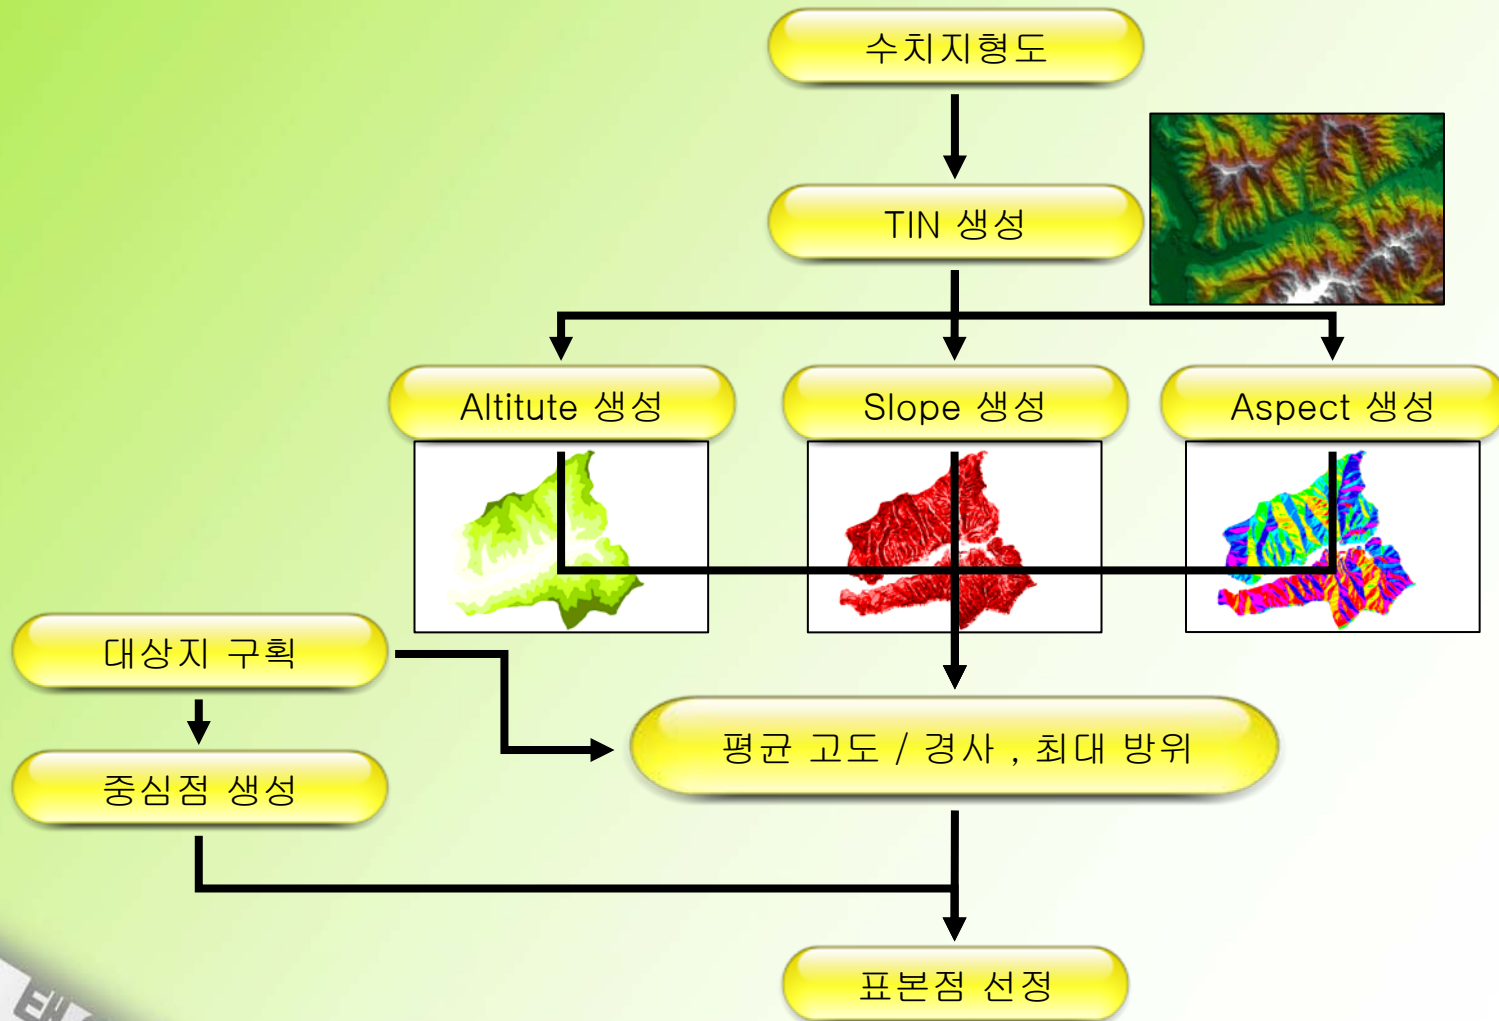 수치지형도
TIN 생성
Altitute 생성
Slope 생성
Aspect 생성
대상지 구획
평균 고도 / 경사 , 최대 방위
중심점 생성
표본점 선정